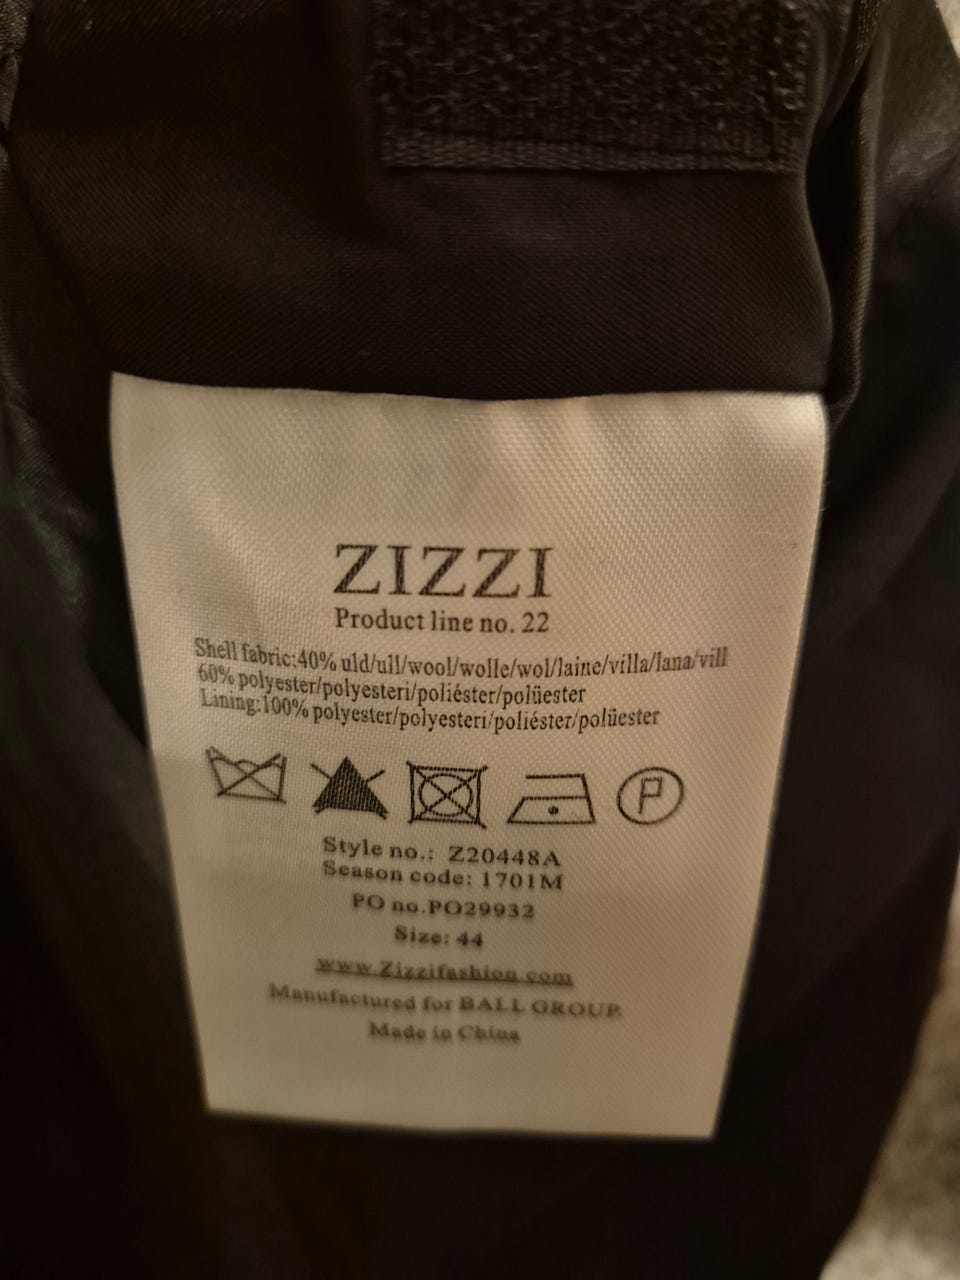 ZIZZI
Product line no. 22
Shell fabric:40% uld/ull/wool/wolle/wol/laine/villa/lana/vill
60% polyester/polyesteri/poliéster/polüester
Lining:100% polyester/polyesteri/poliéster/polüester
P
Style no.: Z20448A
Season code: 1701M
PO no.PO29932
Size: 44
www.Zizzifashion.com
Manufactured for BALL GROUP.
Made in China